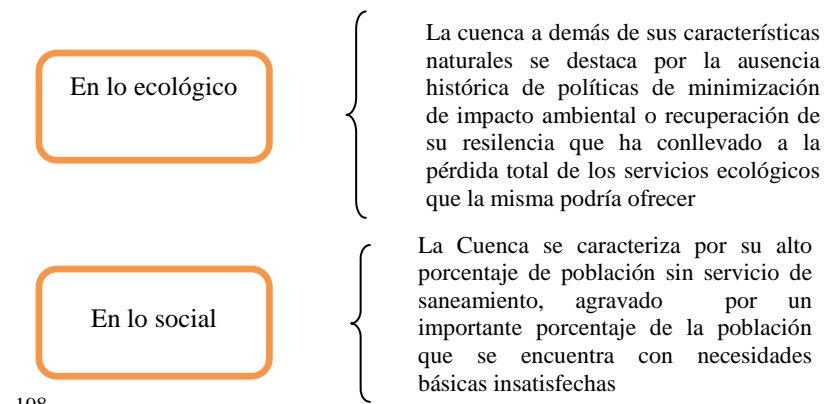 En lo ecológico
La cuenca a demás de sus características
naturales se destaca por la ausencia
histórica de políticas de minimización
de impacto ambiental o recuperación de
su resilencia que ha conllevado a la
pérdida total de los servicios ecológicos
que la misma podría ofrecer
En lo social
La Cuenca se caracteriza por su alto
porcentaje de población sin servicio de
saneamiento, agravado por un
importante porcentaje de la población
que se encuentra con necesidades
básicas insatisfechas
198